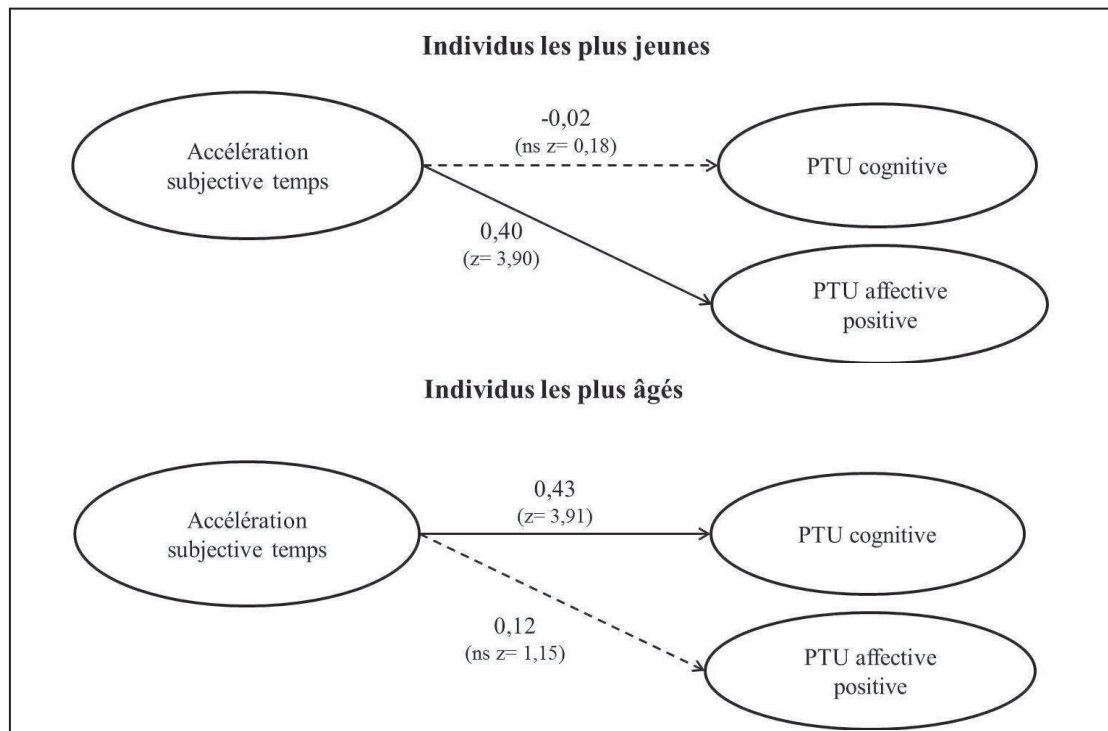 Individus les plus jeunes
-0,02
(ns z= 0,18)
Accélération
subjective temps
PTU cognitive
0,40
(z= 3,90)
PTU affective
positive
Individus les plus âgés
0,43
(z= 3,91)
Accélération
subjective temps
PTU cognitive
0,12
(ns z= 1,15)
PTU affective
positive